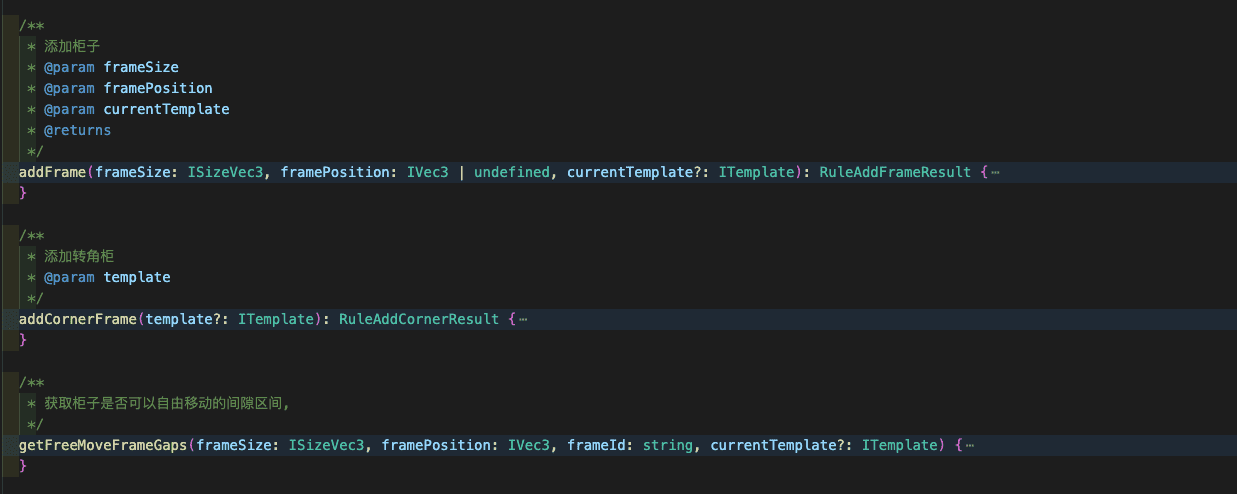 /**
 * 添加柜子
 * @param frameSize
 * @param framePosition
 * @param currentTemplate
 * @returns
 */
addFrame(frameSize: ISizeVec3, framePosition: IVec3 | undefined, currentTemplate?: ITemplate): RuleAddFrameResult {⋯
}
/**
 * 添加转角柜
 * @param template
 */
addCornerFrame(template?: ITemplate): RuleAddCornerResult {⋯
}
/**
 * 获取柜子是否可以自由移动的间隙区间,
 */
getFreeMoveFrameGaps(frameSize: ISizeVec3, framePosition: IVec3, frameId: string, currentTemplate?: ITemplate) {⋯
}